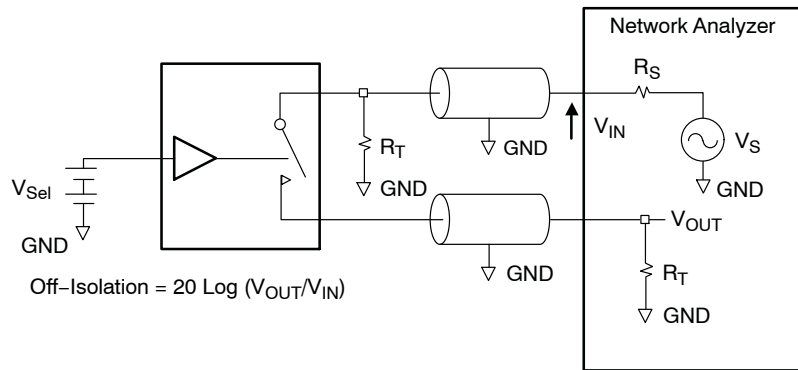 Network Analyzer
R_S
V_IN
V_S
GND
GND
R_T
GND
V_Sel
GND
GND
V_OUT
R_T
GND
Off–Isolation = 20 Log (V_OUT/V_IN)